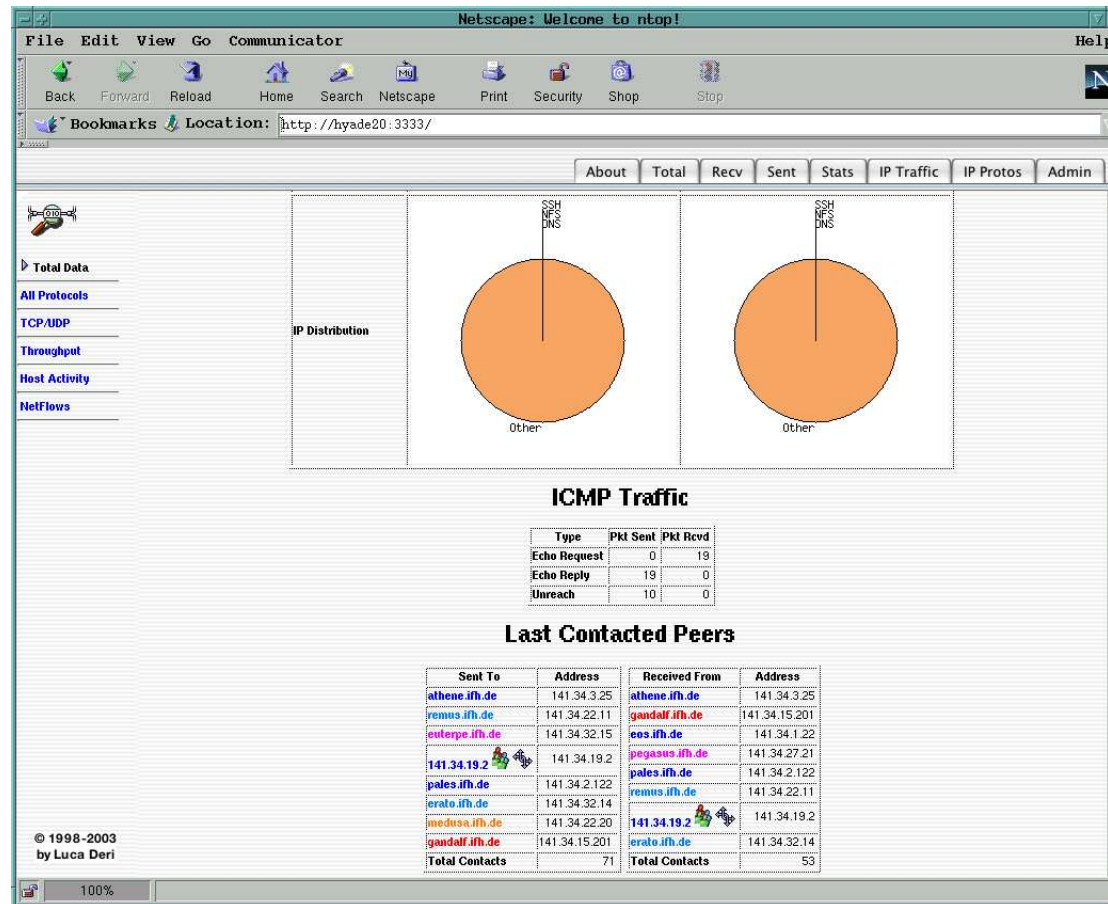 Netscape: Welcome to ntop!
File Edit View Go Communicator Help
Back Forward Reload Home Search Netscape Print Security Shop Stop
My
N
Bookmarks Location: http://hyade20:3333/
About Total Recv Sent Stats IP Traffic IP Protos Admin
010
Total Data
All Protocols
TCP/UDP
Throughput
Host Activity
NetFlows
IP Distribution
SSH
NFS
DNS
Other
SSH
NFS
DNS
Other
ICMP Traffic
Type Pkt Sent Pkt Rcvd
Echo Request 0 19
Echo Reply 19 0
Unreach 10 0
Last Contacted Peers
Sent To Address
athene.ifh.de 141.34.3.25
remus.ifh.de 141.34.22.11
euterpe.ifh.de 141.34.32.15
141.34.19.2 141.34.19.2
pales.ifh.de 141.34.2.122
erato.ifh.de 141.34.32.14
medusa.ifh.de 141.34.22.20
gandalf.ifh.de 141.34.15.201
Total Contacts 71
Received From Address
athene.ifh.de 141.34.3.25
gandalf.ifh.de 141.34.15.201
eos.ifh.de 141.34.1.22
pegasus.ifh.de 141.34.27.21
pales.ifh.de 141.34.2.122
remus.ifh.de 141.34.22.11
141.34.19.2 141.34.19.2
erato.ifh.de 141.34.32.14
Total Contacts 53
© 1998-2003
by Luca Deri
100%